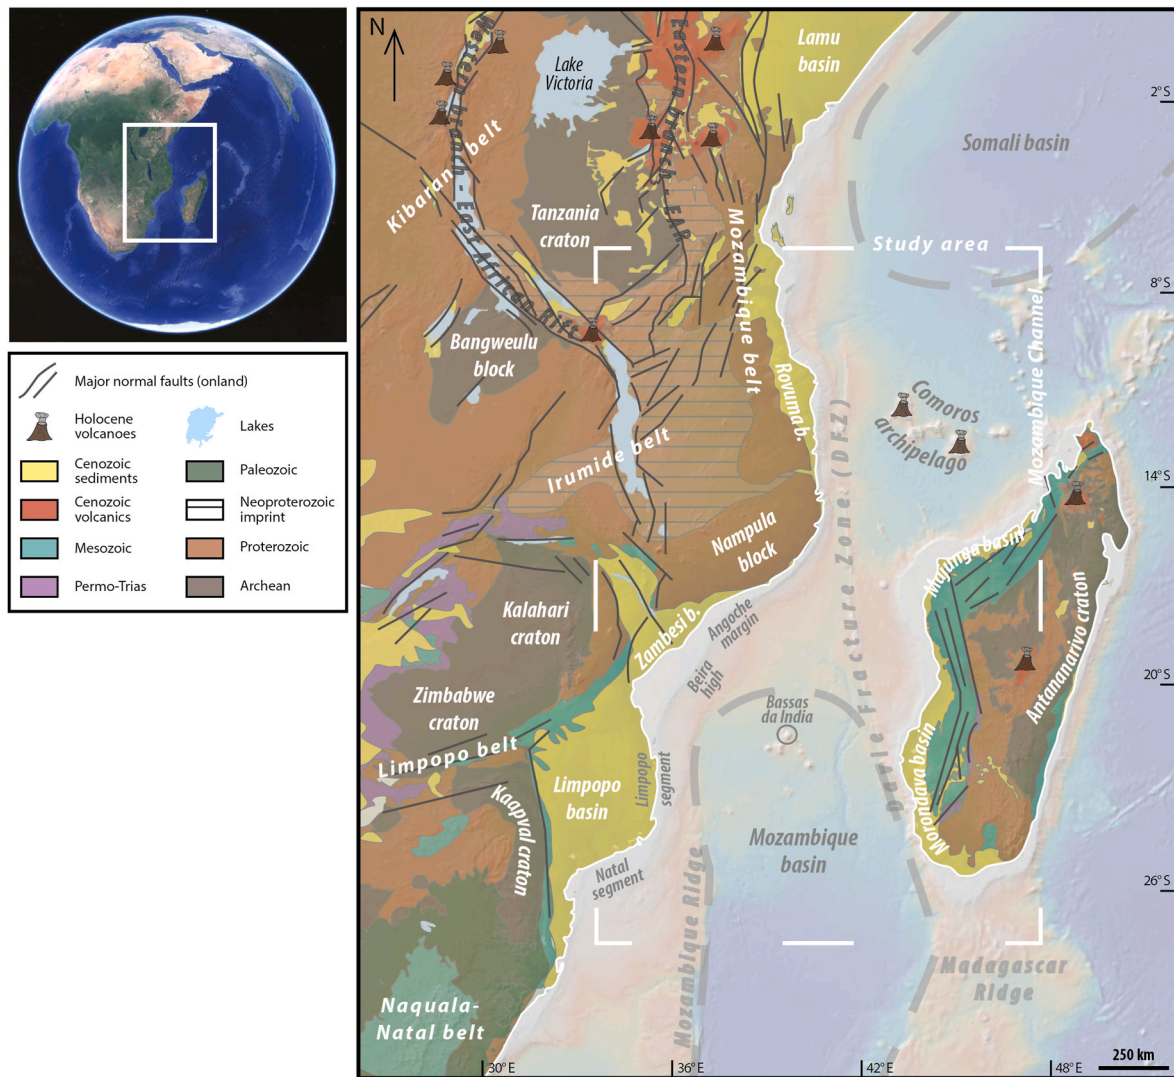 Major normal faults (onland)
Holocene
volcanoes
Lakes
Cenozoic
sediments
Paleozoic
Cenozoic
volcanics
Neoproterozoic
imprint
Mesozoic
Proterozoic
Permo-Trias
Archean
N
Western branch - East African Rift
Eastern branch - EAR
Lake
Victoria
Lamu
basin
2°S
Somali basin
Kibaran belt
Tanzania
craton
Mozambique belt
Study area
8°S
Mozambique Channel
Bangweulu
block
Rovuma b.
Comoros
archipelago
Irumide belt
14°S
Nampula
block
Davie Fracture Zone (DFZ)
Majunga basin
Kalahari
craton
Zambesi b.
Angoche
margin
Beira
high
Antananarivo craton
20°S
Zimbabwe
craton
Bassas
da India
Limpopo belt
Limpopo
basin
Limpopo
segment
Morondava basin
Kaapval craton
Mozambique
basin
Natal
segment
26°S
Mozambique Ridge
Madagascar
Ridge
Naquala-
Natal belt
30°E
36°E
42°E
48°E
250 km